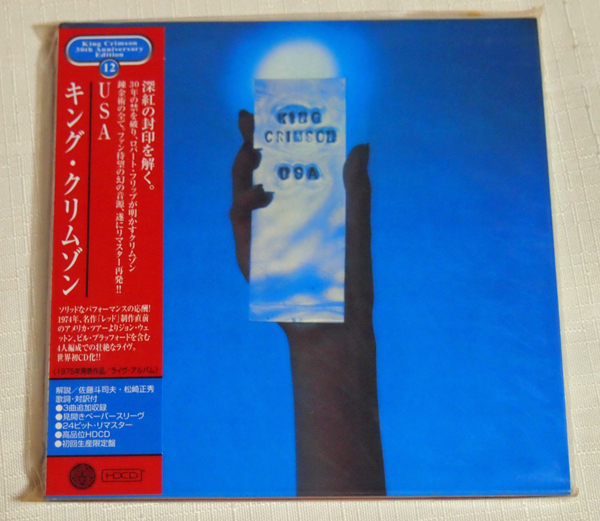 King Crimson
30th Anniversary
Edition
12
深紅の封印を解く。
30年の禁を破り、ロバート・フリップが明かすクリムゾン
錬金術の全て。ファン待望の幻の音源、遂にリマスター再発!!
USA
キング・クリムゾン
ソリッドなパフォーマンスの応酬!
1974年、名作「レッド」制作直前
のアメリカ・ツアーよりジョン・ウェ
ットン、ビル・ブラッフォードを含む
4人編成での壮絶なライヴ。
世界初CD化!!
(1975年発売作品/ライヴ・アルバム)
解説/佐藤斗司夫・松崎正秀
歌詞・対訳付
●3曲追加収録
●見開きペーパースリーヴ
●24ビット・リマスター
●高品位HDCD
●初回生産限定盤
HDCD
KING
CRIMSON
USA